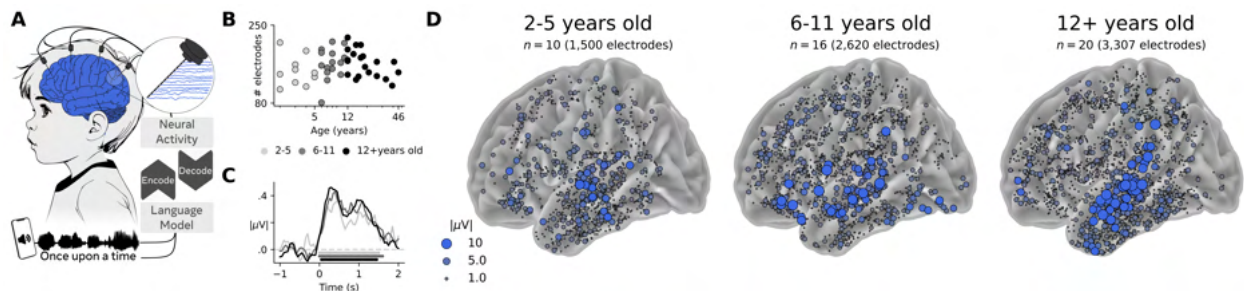 A
Neural
Activity
Encode
Decode
Language
Model
Once upon a time
B
250
# electrodes
80
5
12
46
Age (years)
2-5
6-11
12+years old
C
.4
|μV|
.0
−1
0
1
2
Time (s)
D
2-5 years old
n = 10 (1,500 electrodes)
6-11 years old
n = 16 (2,620 electrodes)
12+ years old
n = 20 (3,307 electrodes)
|μV|
10
5.0
1.0